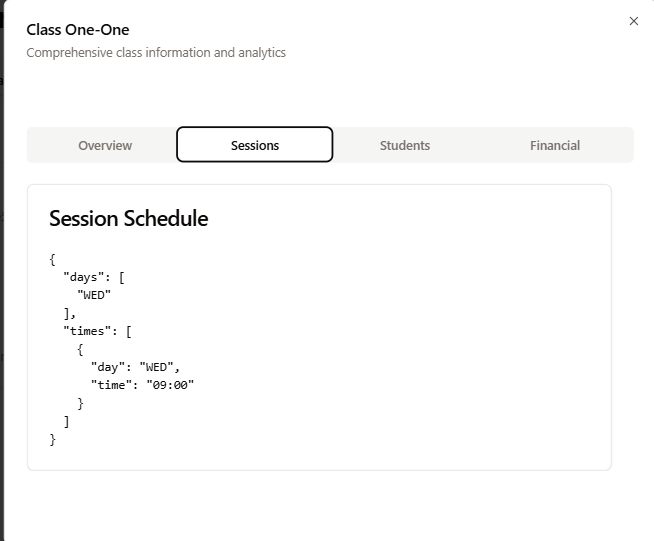 Class One-One
Comprehensive class information and analytics
Overview
Sessions
Students
Financial
Session Schedule
{
  "days": [
    "WED"
  ],
  "times": [
    {
      "day": "WED",
      "time": "09:00"
    }
  ]
}